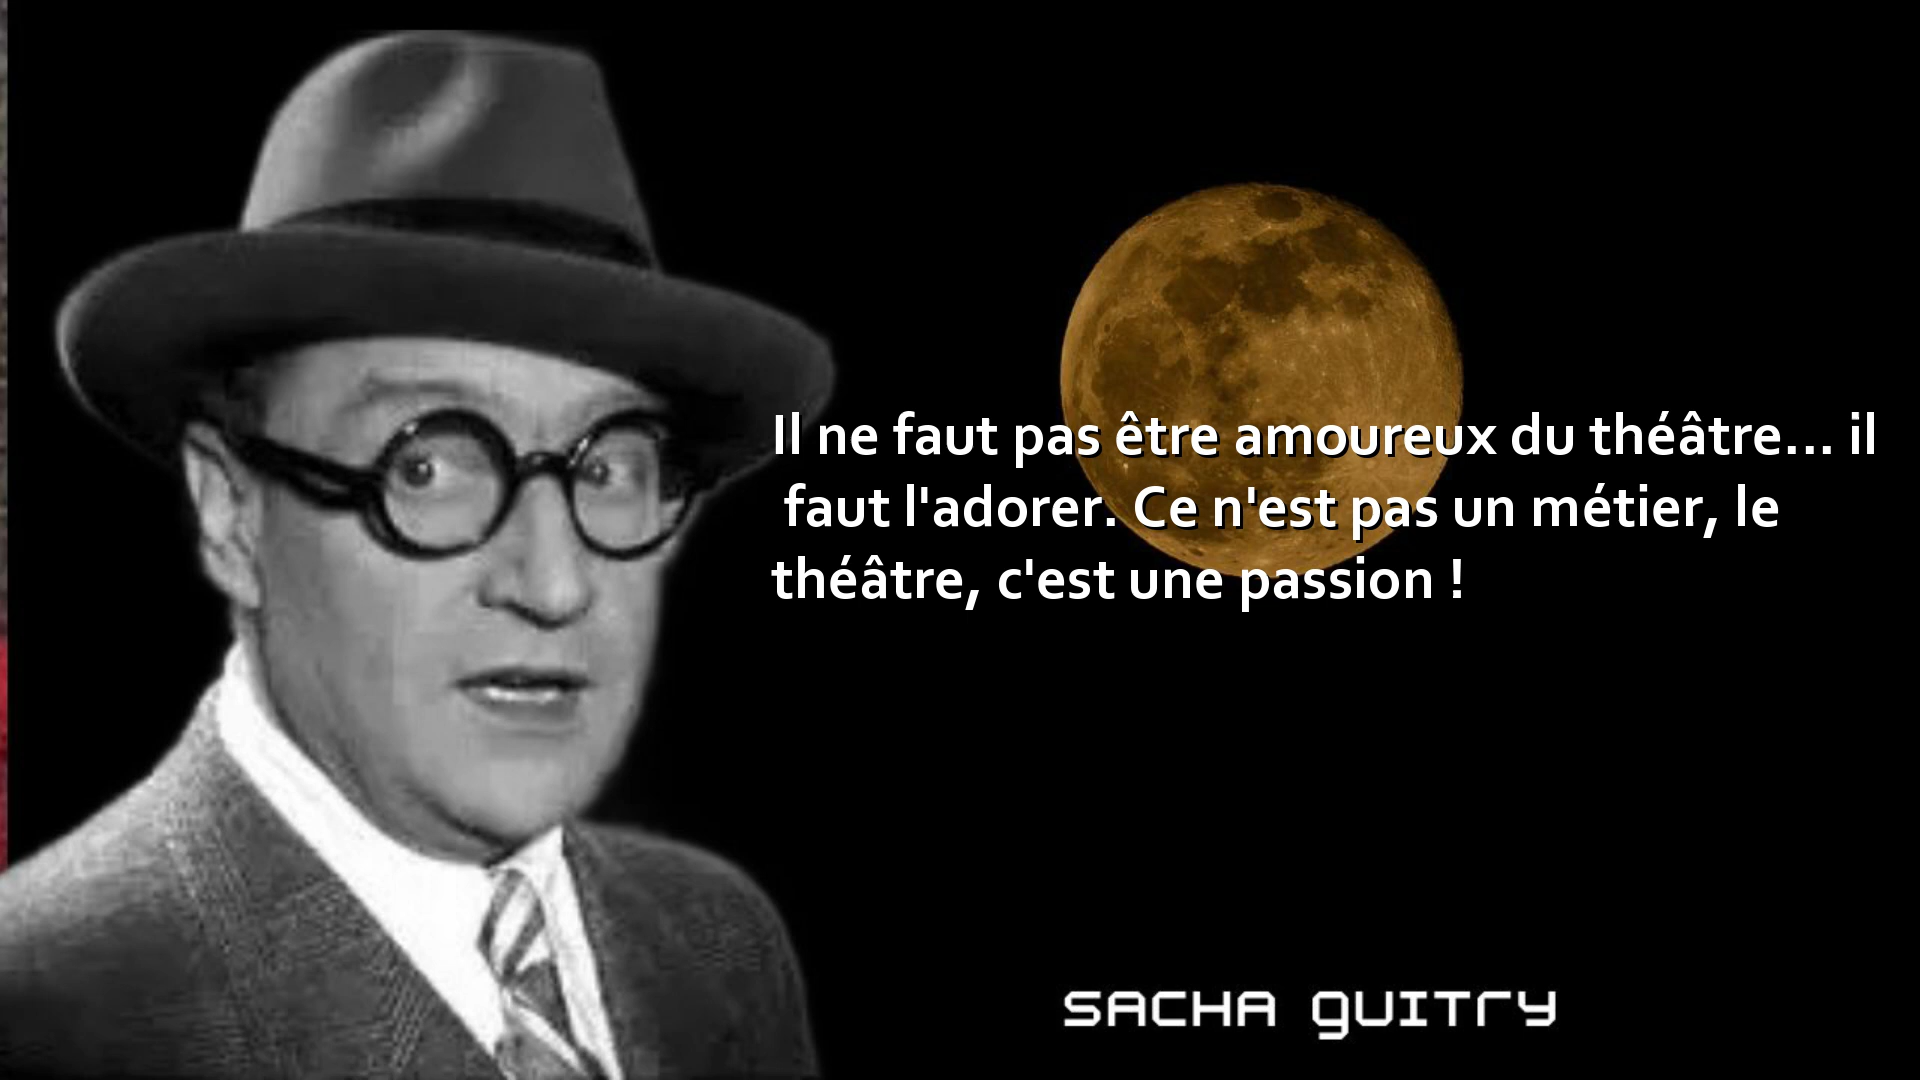 Il ne faut pas être amoureux du théâtre... il
faut l'adorer. Ce n'est pas un métier, le
théâtre, c'est une passion !
SACHA GUITRY